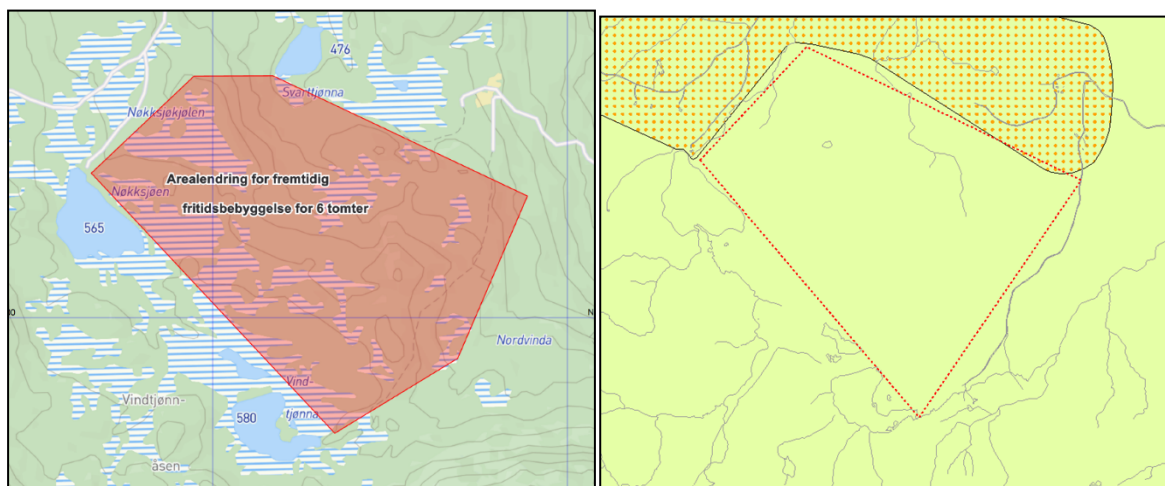 476
Svarttjønna
Nøkksjøkjølen
Arealendring for fremtidig
Nøkksjøen
fritidsbebyggelse for 6 tomter
565
Nordvinda
Vind-
Vindtjønn-
580
tjønna
åsen